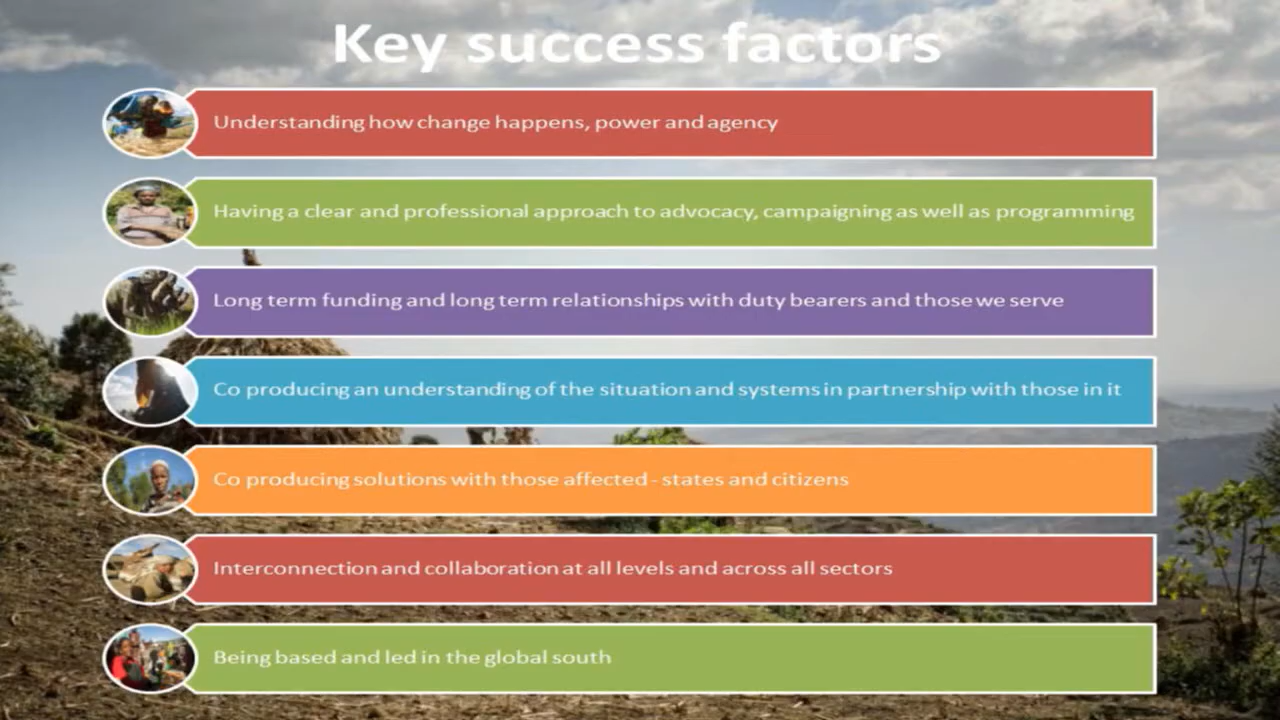 Key success factors
Understanding how change happens, power and agency
Having a clear and professional approach to advocacy, campaigning as well as programming
Long term funding and long term relationships with duty bearers and those we serve
Co producing an understanding of the situation and systems in partnership with those in it
Co producing solutions with those affected - states and citizens
Interconnection and collaboration at all levels and across all sectors
Being based and led in the global south